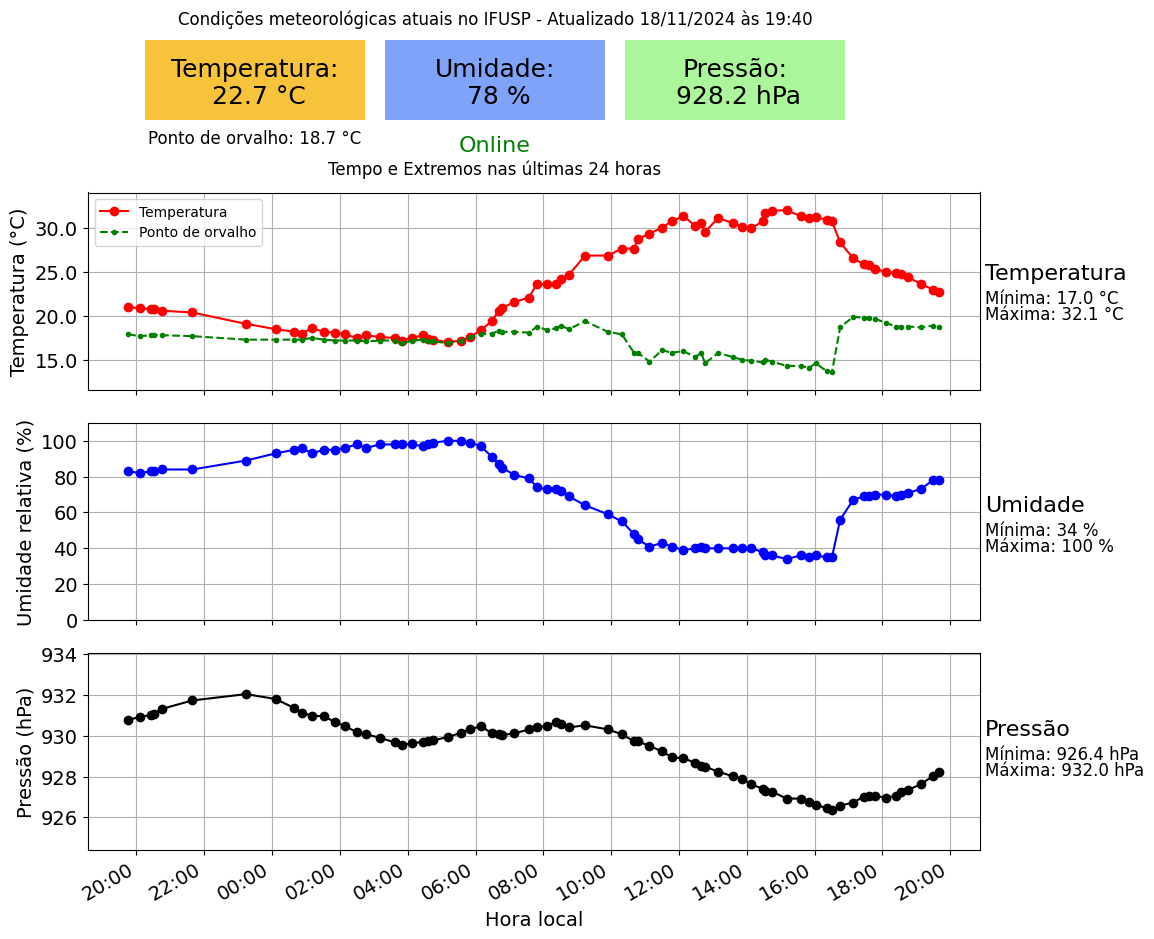 Condições meteorológicas atuais no IFUSP - Atualizado 18/11/2024 às 19:40
Temperatura:
22.7 °C
Umidade:
78 %
Pressão:
928.2 hPa
Ponto de orvalho: 18.7 °C
Online
Tempo e Extremos nas últimas 24 horas
Temperatura (°C)
30.0
25.0
20.0
15.0
Temperatura
Ponto de orvalho
Temperatura
Mínima: 17.0 °C
Máxima: 32.1 °C
Umidade relativa (%)
100
80
60
40
20
0
Umidade
Mínima: 34 %
Máxima: 100 %
Pressão (hPa)
934
932
930
928
926
Pressão
Mínima: 926.4 hPa
Máxima: 932.0 hPa
20:00 22:00 00:00 02:00 04:00 06:00 08:00 10:00 12:00 14:00 16:00 18:00 20:00
Hora local